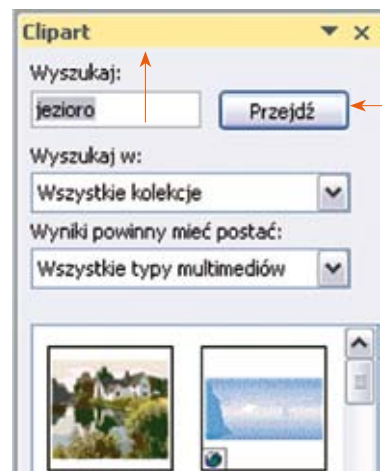 Clipart
Wyszukaj:
jezioro
Przejdź
Wyszukaj w:
Wszystkie kolekcje
Wyniki powinny mieć postać:
Wszystkie typy multimediów